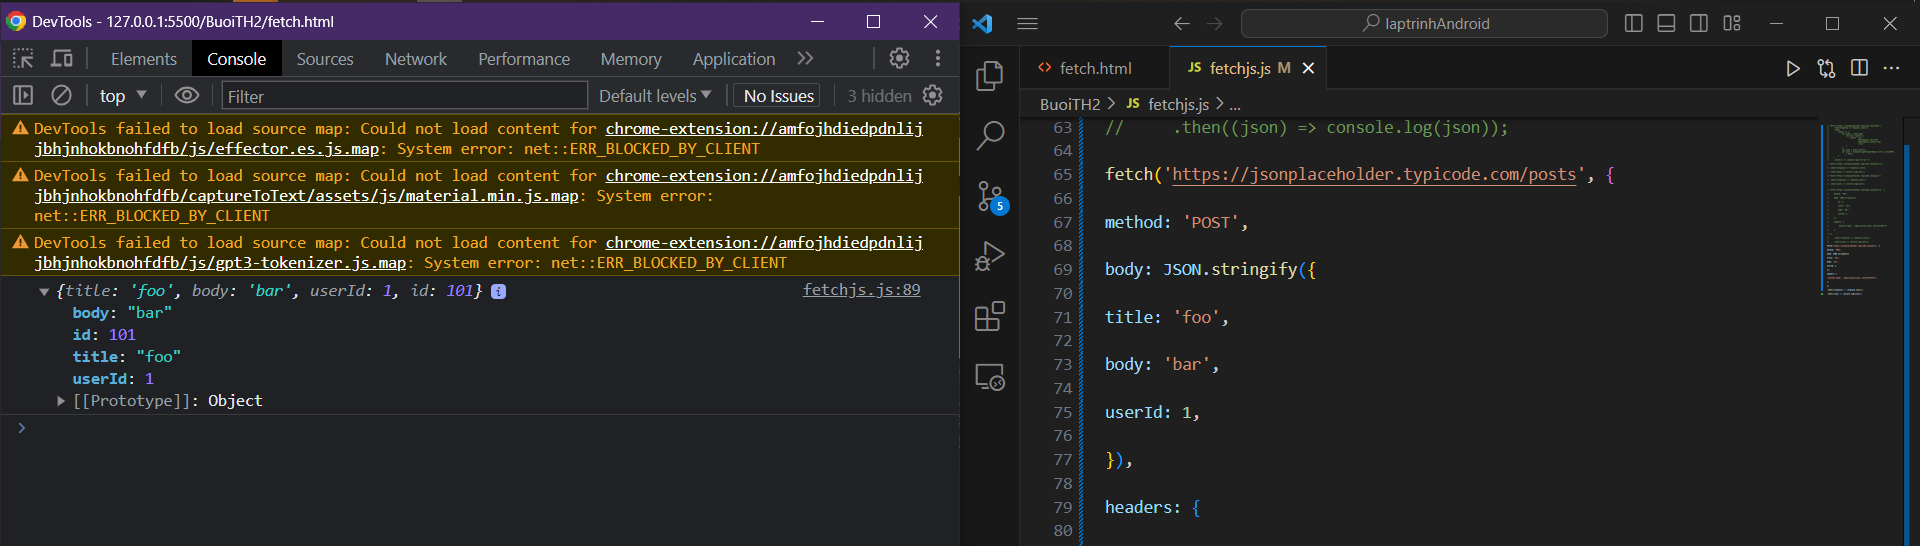 DevTools - 127.0.0.1:5500/BuoiTH2/fetch.html
Elements Console Sources Network Performance Memory Application
top Filter Default levels No Issues 3 hidden
DevTools failed to load source map: Could not load content for chrome-extension://amfojhdiedpdnlij
jbhjnhokbnohfdfb/js/effector.es.js.map: System error: net::ERR_BLOCKED_BY_CLIENT
DevTools failed to load source map: Could not load content for chrome-extension://amfojhdiedpdnlij
jbhjnhokbnohfdfb/captureToText/assets/js/material.min.js.map: System error:
net::ERR_BLOCKED_BY_CLIENT
DevTools failed to load source map: Could not load content for chrome-extension://amfojhdiedpdnlij
jbhjnhokbnohfdfb/js/gpt3-tokenizer.js.map: System error: net::ERR_BLOCKED_BY_CLIENT
{title: 'foo', body: 'bar', userId: 1, id: 101} i fetchjs.js:89
body: "bar"
id: 101
title: "foo"
userId: 1
[[Prototype]]: Object
laptrinhAndroid
fetch.html JS fetchjs.js M
BuoiTH2 > JS fetchjs.js > ...
5
63 // .then((json) => console.log(json));
64
65 fetch('https://jsonplaceholder.typicode.com/posts', {
66
67 method: 'POST',
68
69 body: JSON.stringify({
70
71 title: 'foo',
72
73 body: 'bar',
74
75 userId: 1,
76
77 }),
78
79 headers: {
80